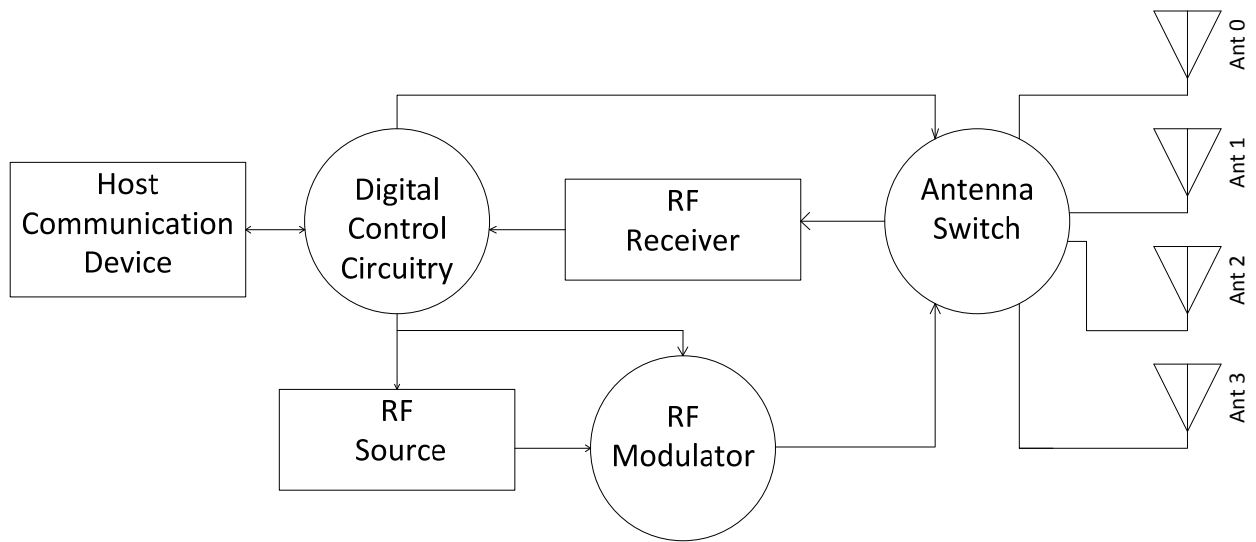 Host
Communication
Device
Digital
Control
Circuitry
RF
Receiver
Antenna
Switch
Ant 0
Ant 1
Ant 2
Ant 3
RF
Source
RF
Modulator